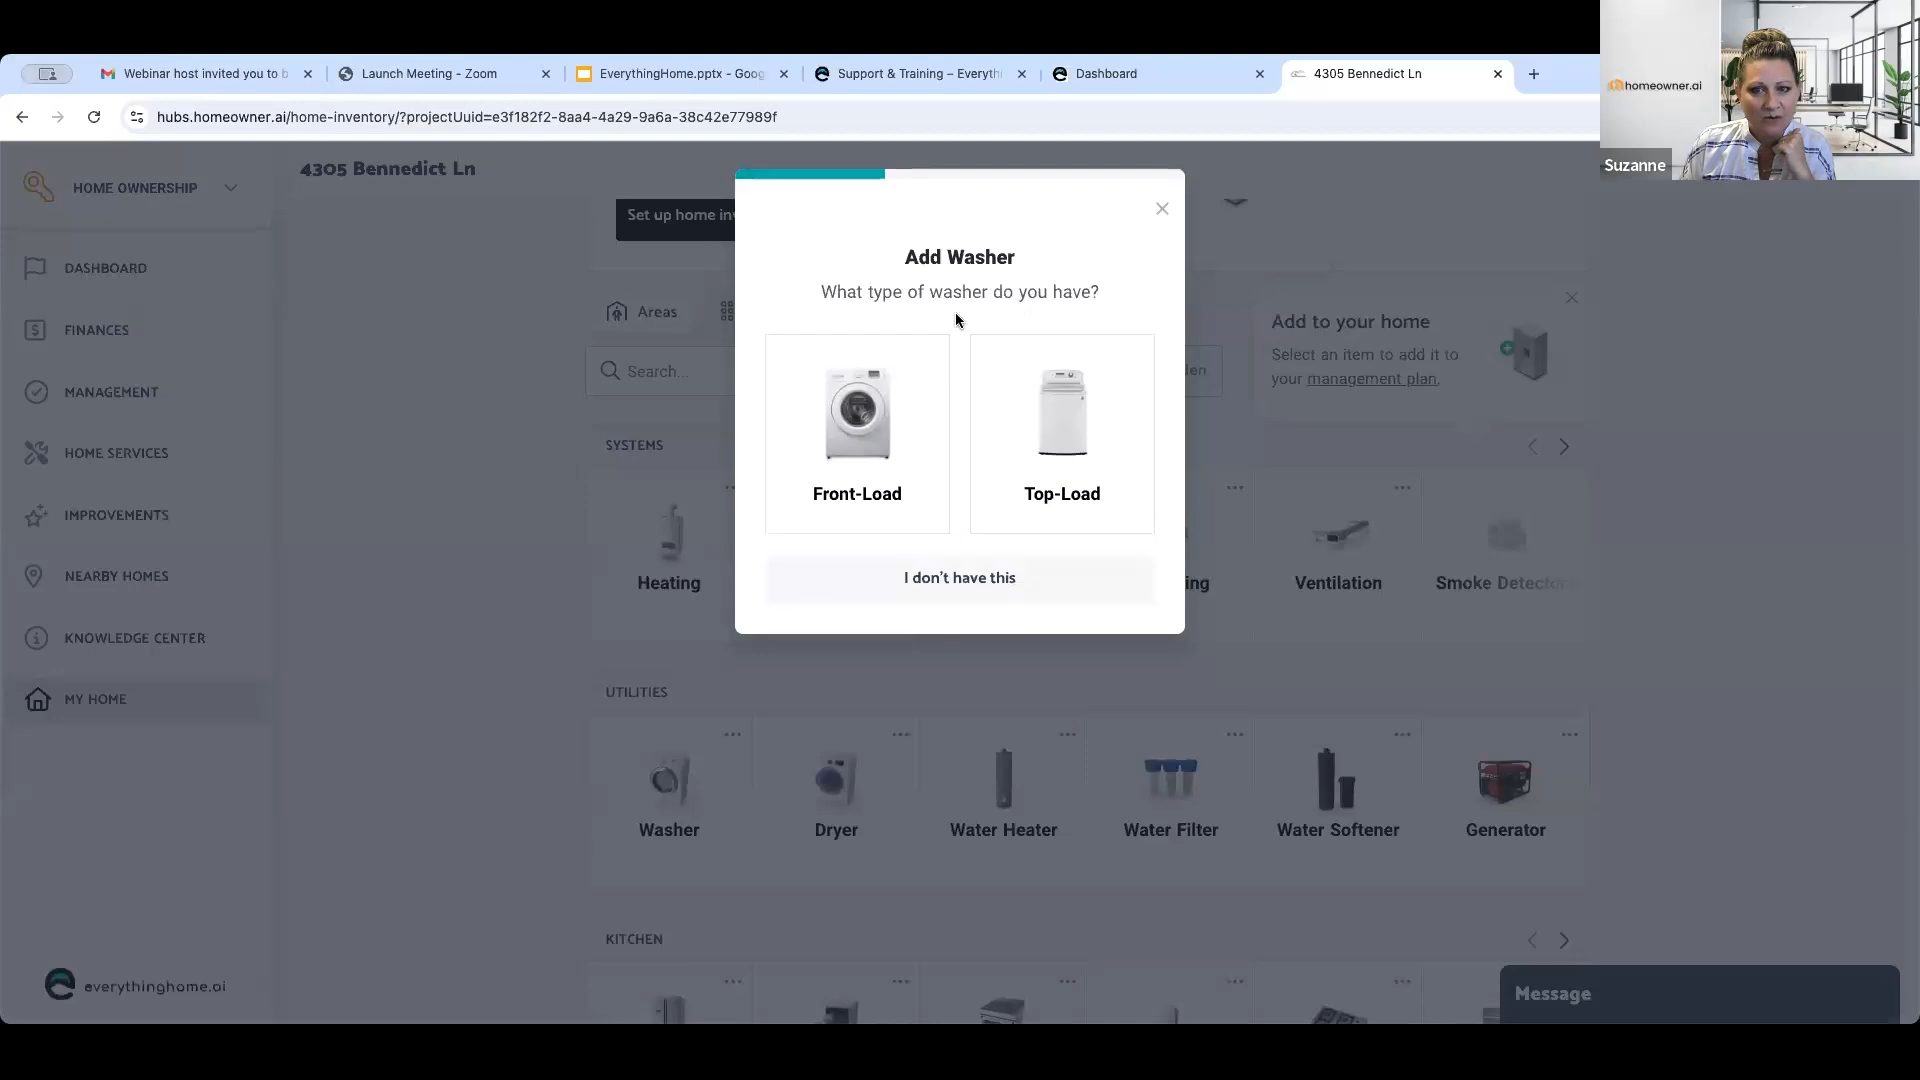 Webinar host invited you to b
Launch Meeting - Zoom
EverythingHome.pptx - Goog
Support & Training – Everythi
Dashboard
4305 Bennedict Ln
hubs.homeowner.ai/home-inventory/?projectUuid=e3f182f2-8aa4-4a29-9a6a-38c42e77989f
homeowner.ai
Suzanne
HOME OWNERSHIP
4305 Bennedict Ln
DASHBOARD
FINANCES
MANAGEMENT
HOME SERVICES
IMPROVEMENTS
NEARBY HOMES
KNOWLEDGE CENTER
MY HOME
everythinghome.ai
Set up home inv
Areas
Search...
den
Add to your home
Select an item to add it to
your management plan.
Add Washer
What type of washer do you have?
Front-Load
Top-Load
I don't have this
SYSTEMS
Heating
ing
Ventilation
Smoke Detector
UTILITIES
Washer
Dryer
Water Heater
Water Filter
Water Softener
Generator
KITCHEN
Message